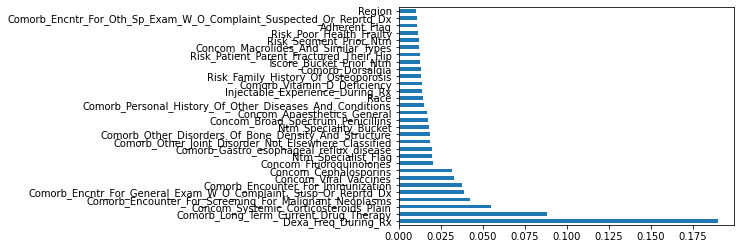 Region
Comorb_Encntr_For_Oth_Sp_Exam_W_O_Complaint_Suspected_Or_Reprtd_Dx
Adherent_Flag
Risk_Poor_Health_Frailty
Risk_Segment_Prior_Ntm
Concom_Macrolides_And_Similar_Types
Risk_Patient_Parent_Fractured_Their_Hip
Tscore_Bucket_Prior_Ntm
Comorb_Dorsalgia
Risk_Family_History_Of_Osteoporosis
Comorb_Vitamin_D_Deficiency
Injectable_Experience_During_Rx
Race
Comorb_Personal_History_Of_Other_Diseases_And_Conditions
Concom_Anaesthetics_General
Concom_Broad_Spectrum_Penicillins
Ntm_Speciality_Bucket
Comorb_Other_Disorders_Of_Bone_Density_And_Structure
Comorb_Other_Joint_Disorder_Not_Elsewhere_Classified
Comorb_Gastro_esophageal_reflux_disease
Ntm_Specialist_Flag
Concom_Fluoroquinolones
Concom_Cephalosporins
Concom_Viral_Vaccines
Comorb_Encounter_For_Immunization
Comorb_Encntr_For_General_Exam_W_O_Complaint,_Susp_Or_Reprtd_Dx
Comorb_Encounter_For_Screening_For_Malignant_Neoplasms
Concom_Systemic_Corticosteroids_Plain
Comorb_Long_Term_Current_Drug_Therapy
Dexa_Freq_During_Rx
0.000 0.025 0.050 0.075 0.100 0.125 0.150 0.175